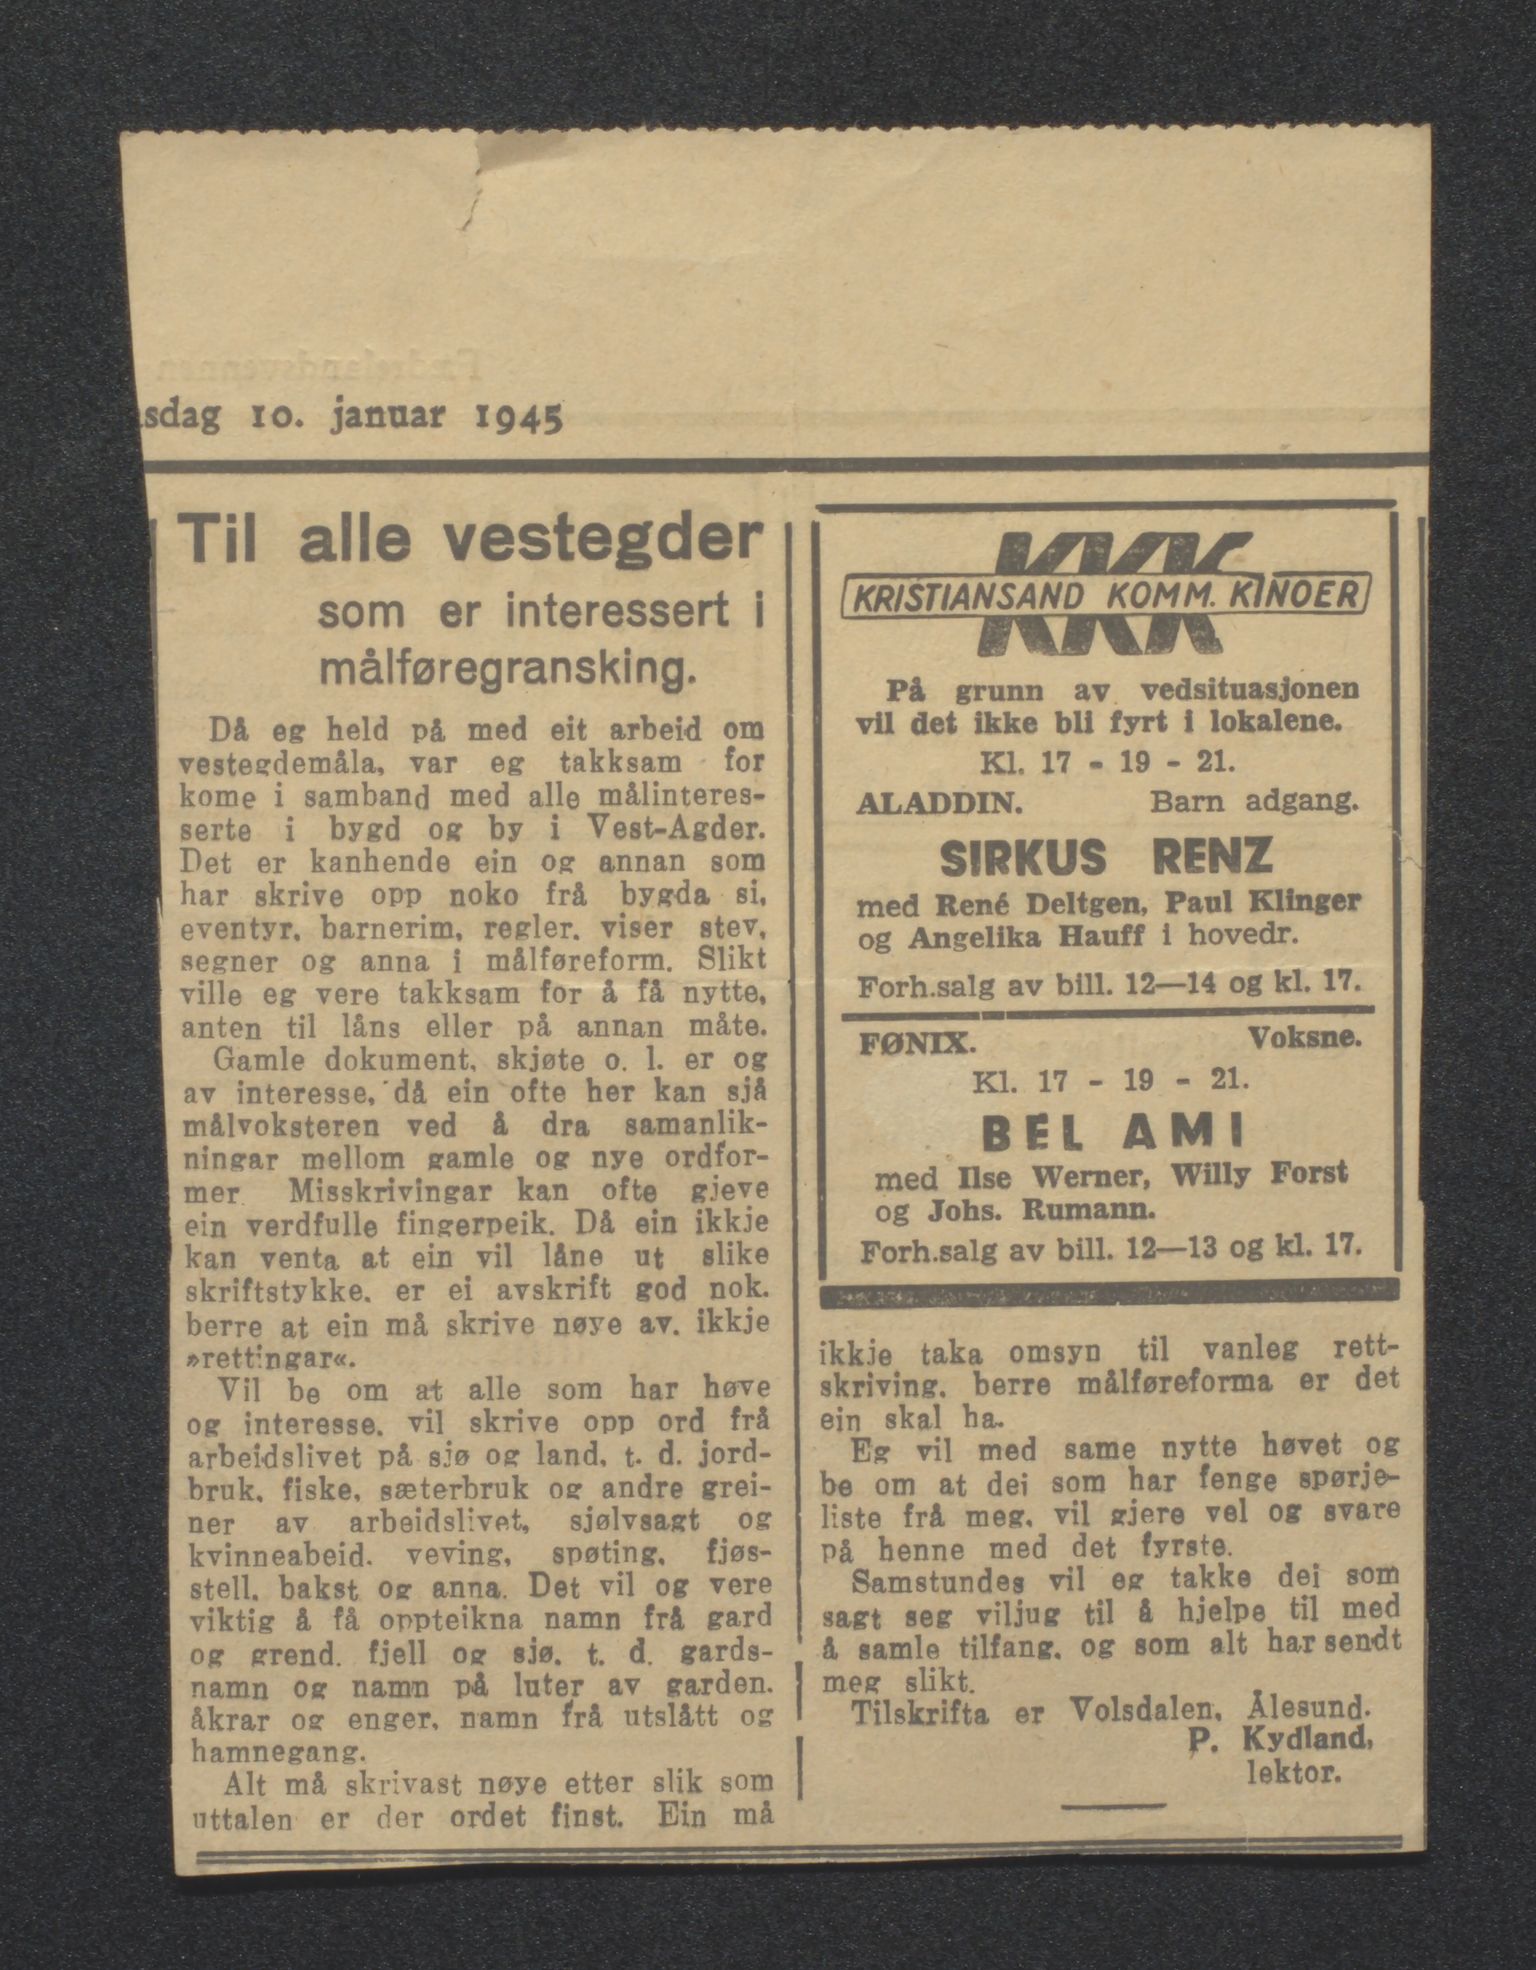 sdag 10. januar 1945
Til alle vestegder
som er interessert i
målføregransking.
Då eg held på med eit arbeid om
vestegdemåla, var eg takksam for
kome i samband med alle målinteres-
serte i bygd og by i Vest-Agder.
Det er kanhende ein og annan som
har skrive opp noko frå bygda si,
eventyr, barnerim, regler, viser stev,
segner og anna i målføreform. Slikt
ville eg vere takksam for å få nytte,
anten til låns eller på annan måte.
Gamle dokument, skjøte o. l. er og
av interesse, då ein ofte her kan sjå
målvoksteren ved å dra samanlik-
ningar mellom gamle og nye ordfor-
mer. Misskrivingar kan ofte gjeve
ein verdfulle fingerpeik. Då ein ikkje
kan venta at ein vil låne ut slike
skriftstykke, er ei avskrift god nok,
berre at ein må skrive nøye av, ikkje
»rettingar«.
Vil be om at alle som har høve
og interesse, vil skrive opp ord frå
arbeidslivet på sjø og land, t. d. jord-
bruk, fiske, sæterbruk og andre grei-
ner av arbeidslivet, sjølvsagt og
kvinneabeid, veving, spøting, fjøs-
stell, bakst og anna. Det vil og vere
viktig å få oppteikna namn frå gard
og grend, fjell og sjø, t. d. gards-
namn og namn på luter av garden,
åkrar og enger, namn frå utslått og
hamnegang.
Alt må skrivast nøye etter slik som
uttalen er der ordet finst. Ein må
KKK
KRISTIANSAND KOMM. KINOER
På grunn av vedsituasjonen
vil det ikke bli fyrt i lokalene.
Kl. 17 - 19 - 21.
ALADDIN. Barn adgang.
SIRKUS RENZ
med René Deltgen, Paul Klinger
og Angelika Hauff i hovedr.
Forh.salg av bill. 12—14 og kl. 17.
FØNIX. Voksne.
Kl. 17 - 19 - 21.
BEL AMI
med Ilse Werner, Willy Forst
og Johs. Rumann.
Forh.salg av bill. 12—13 og kl. 17.
ikkje taka omsyn til vanleg rett-
skriving, berre målføreforma er det
ein skal ha.
Eg vil med same nytte høvet og
be om at dei som har fenge spørje-
liste frå meg, vil gjere vel og svare
på henne med det fyrste.
Samstundes vil eg takke dei som
sagt seg viljug til å hjelpe til med
å samle tilfang, og som alt har sendt
meg slikt.
Tilskrifta er Volsdalen, Ålesund.
P. Kydland,
lektor.